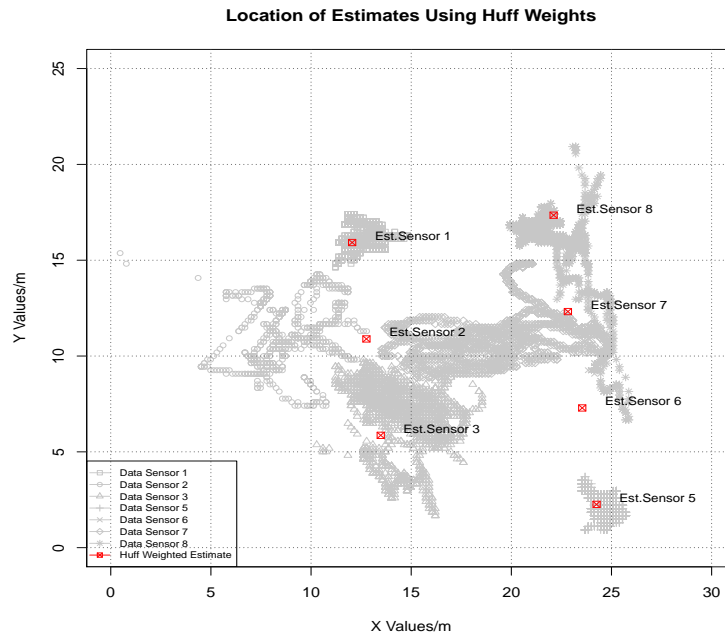 Location of Estimates Using Huff Weights
Y Values/m
25
20
15
10
5
0
Est.Sensor 8
Est.Sensor 1
Est.Sensor 7
Est.Sensor 2
Est.Sensor 6
Est.Sensor 3
Est.Sensor 5
Data Sensor 1
Data Sensor 2
Data Sensor 3
Data Sensor 5
Data Sensor 6
Data Sensor 7
Data Sensor 8
Huff Weighted Estimate
0 5 10 15 20 25 30
X Values/m